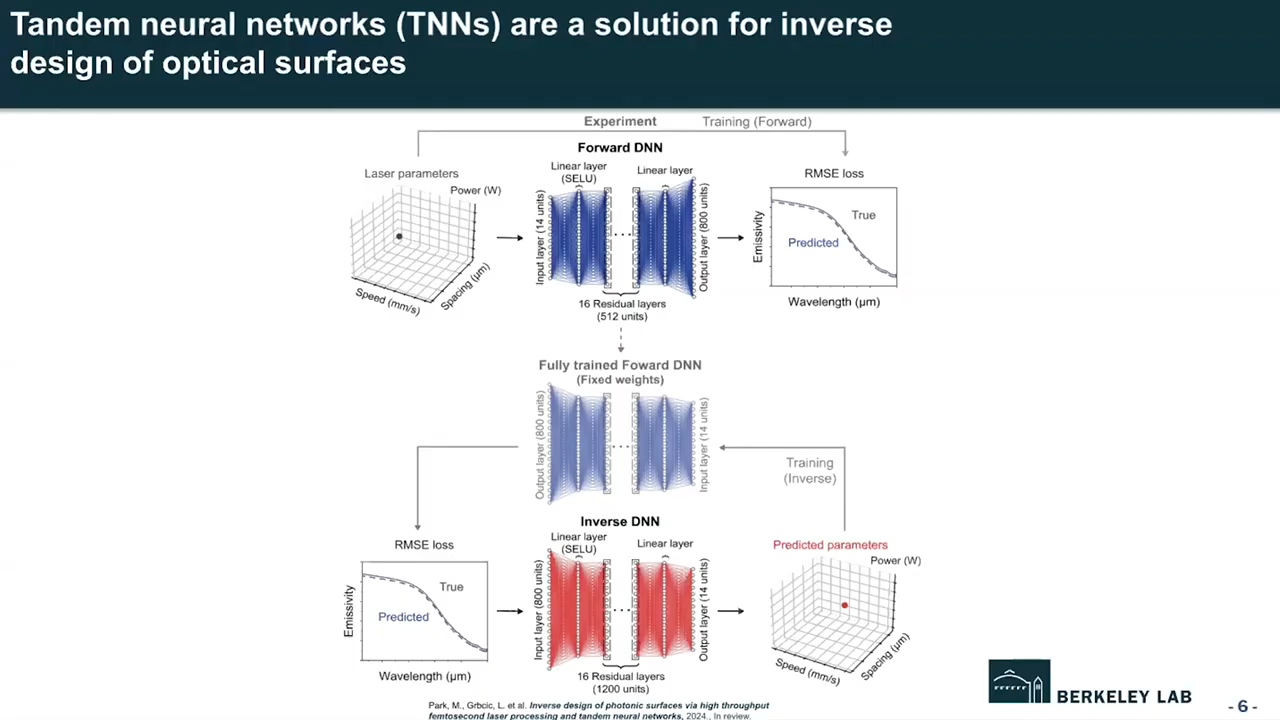 Tandem neural networks (TNNs) are a solution for inverse
design of optical surfaces
Experiment
Training (Forward)
Forward DNN
Laser parameters
Power (W)
Speed (mm/s)
Spacing (µm)
Linear layer
(SELU)
Linear layer
Input layer (14 units)
Output layer (800 units)
16 Residual layers
(512 units)
RMSE loss
True
Predicted
Emissivity
Wavelength (µm)
Fully trained Foward DNN
(Fixed weights)
Output layer (800 units)
Input layer (14 units)
Training
(Inverse)
Inverse DNN
RMSE loss
True
Predicted
Emissivity
Wavelength (µm)
Linear layer
(SELU)
Linear layer
Input layer (800 units)
Output layer (14 units)
16 Residual layers
(1200 units)
Predicted parameters
Power (W)
Speed (mm/s)
Spacing (µm)
Park, M., Grbcic, L. et al. Inverse design of photonic surfaces via high throughput
femtosecond laser processing and tandem neural networks, 2024., In review.
BERKELEY LAB
- 6 -